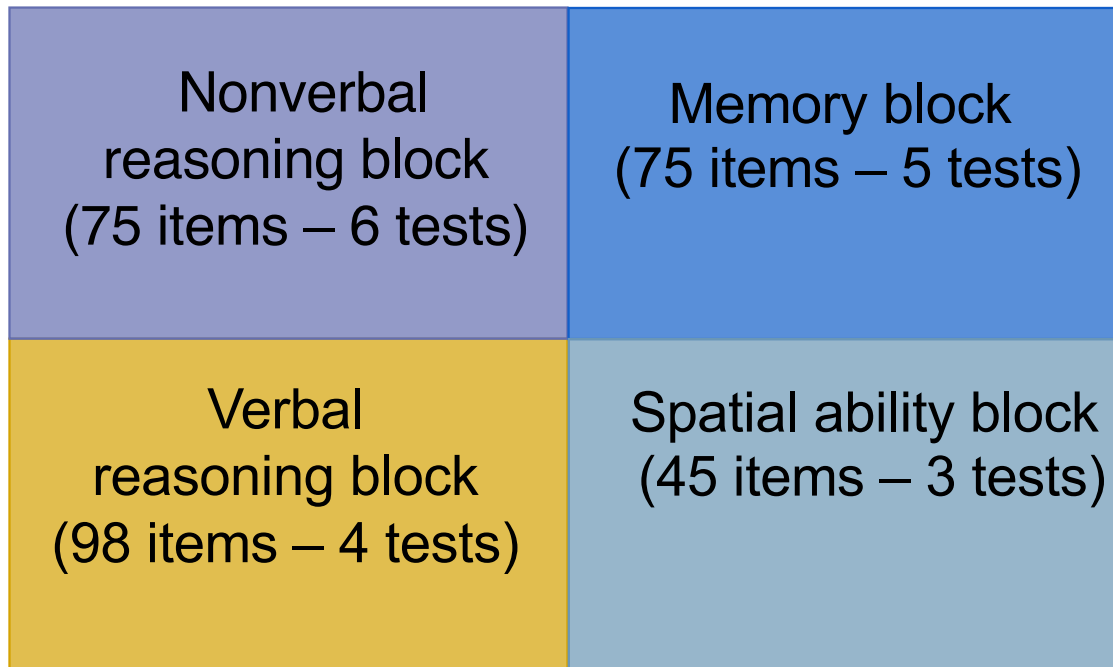 Nonverbal
reasoning block
(75 items – 6 tests)
Memory block
(75 items – 5 tests)
Verbal
reasoning block
(98 items – 4 tests)
Spatial ability block
(45 items – 3 tests)